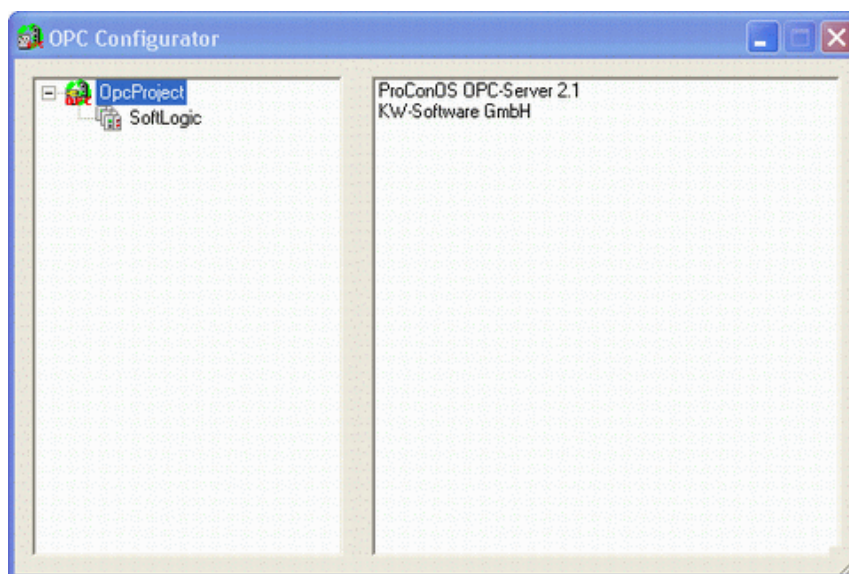 OPC Configurator
OpcProject
SoftLogic
ProConOS OPC-Server 2.1
KW-Software GmbH